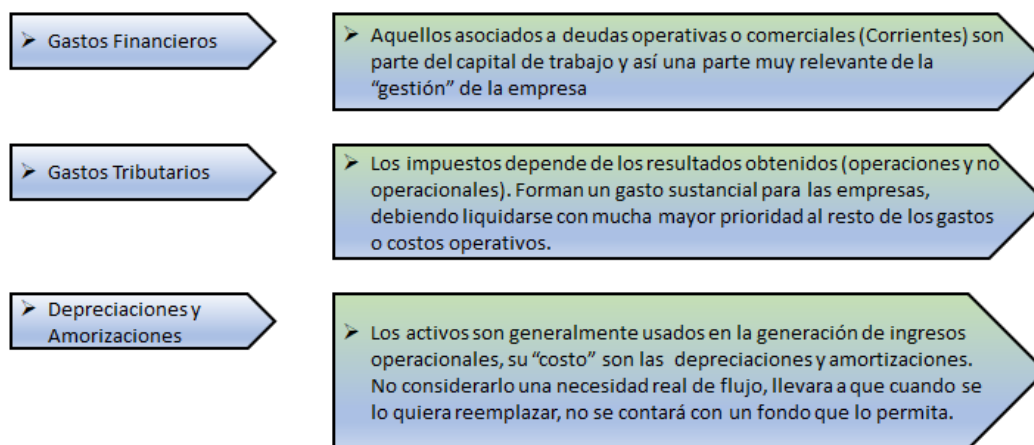 Gastos Financieros
Aquellos asociados a deudas operativas o comerciales (Corrientes) son
parte del capital de trabajo y así una parte muy relevante de la
“gestión” de la empresa
Gastos Tributarios
Los impuestos depende de los resultados obtenidos (operaciones y no
operacionales). Forman un gasto sustancial para las empresas,
debiendo liquidarse con mucha mayor prioridad al resto de los gastos
o costos operativos.
Depreciaciones y
Amorizaciones
Los activos son generalmente usados en la generación de ingresos
operacionales, su “costo” son las depreciaciones y amortizaciones.
No considerarlo una necesidad real de flujo, llevara a que cuando se
lo quiera reemplazar, no se contará con un fondo que lo permita.